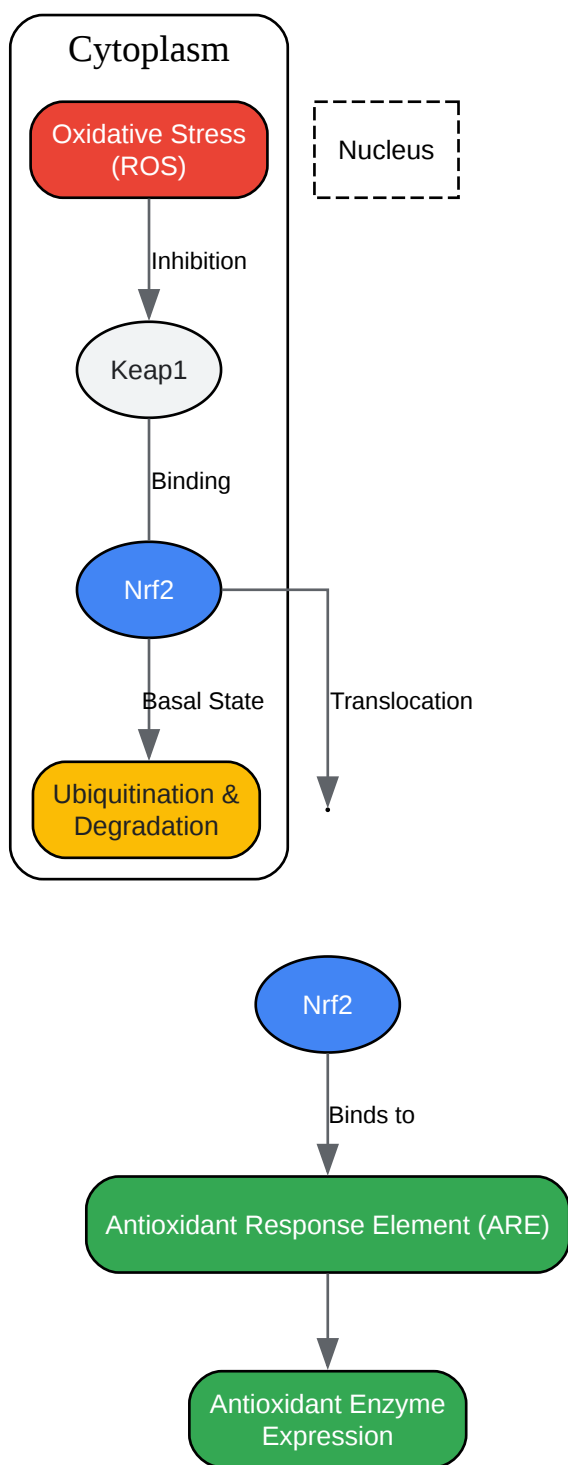 Cytoplasm
Oxidative Stress
(ROS)
Nucleus
Inhibition
Keap1
Binding
Nrf2
Basal State
Translocation
Ubiquitination &
Degradation
Nrf2
Binds to
Antioxidant Response Element (ARE)
Antioxidant Enzyme
Expression